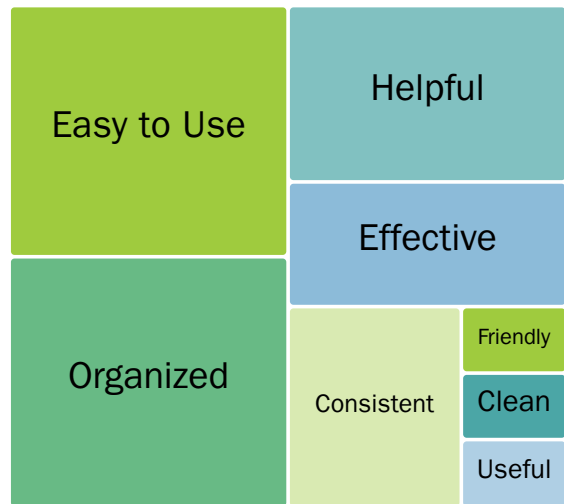 Easy to Use
Helpful
Effective
Organized
Consistent
Friendly
Clean
Useful